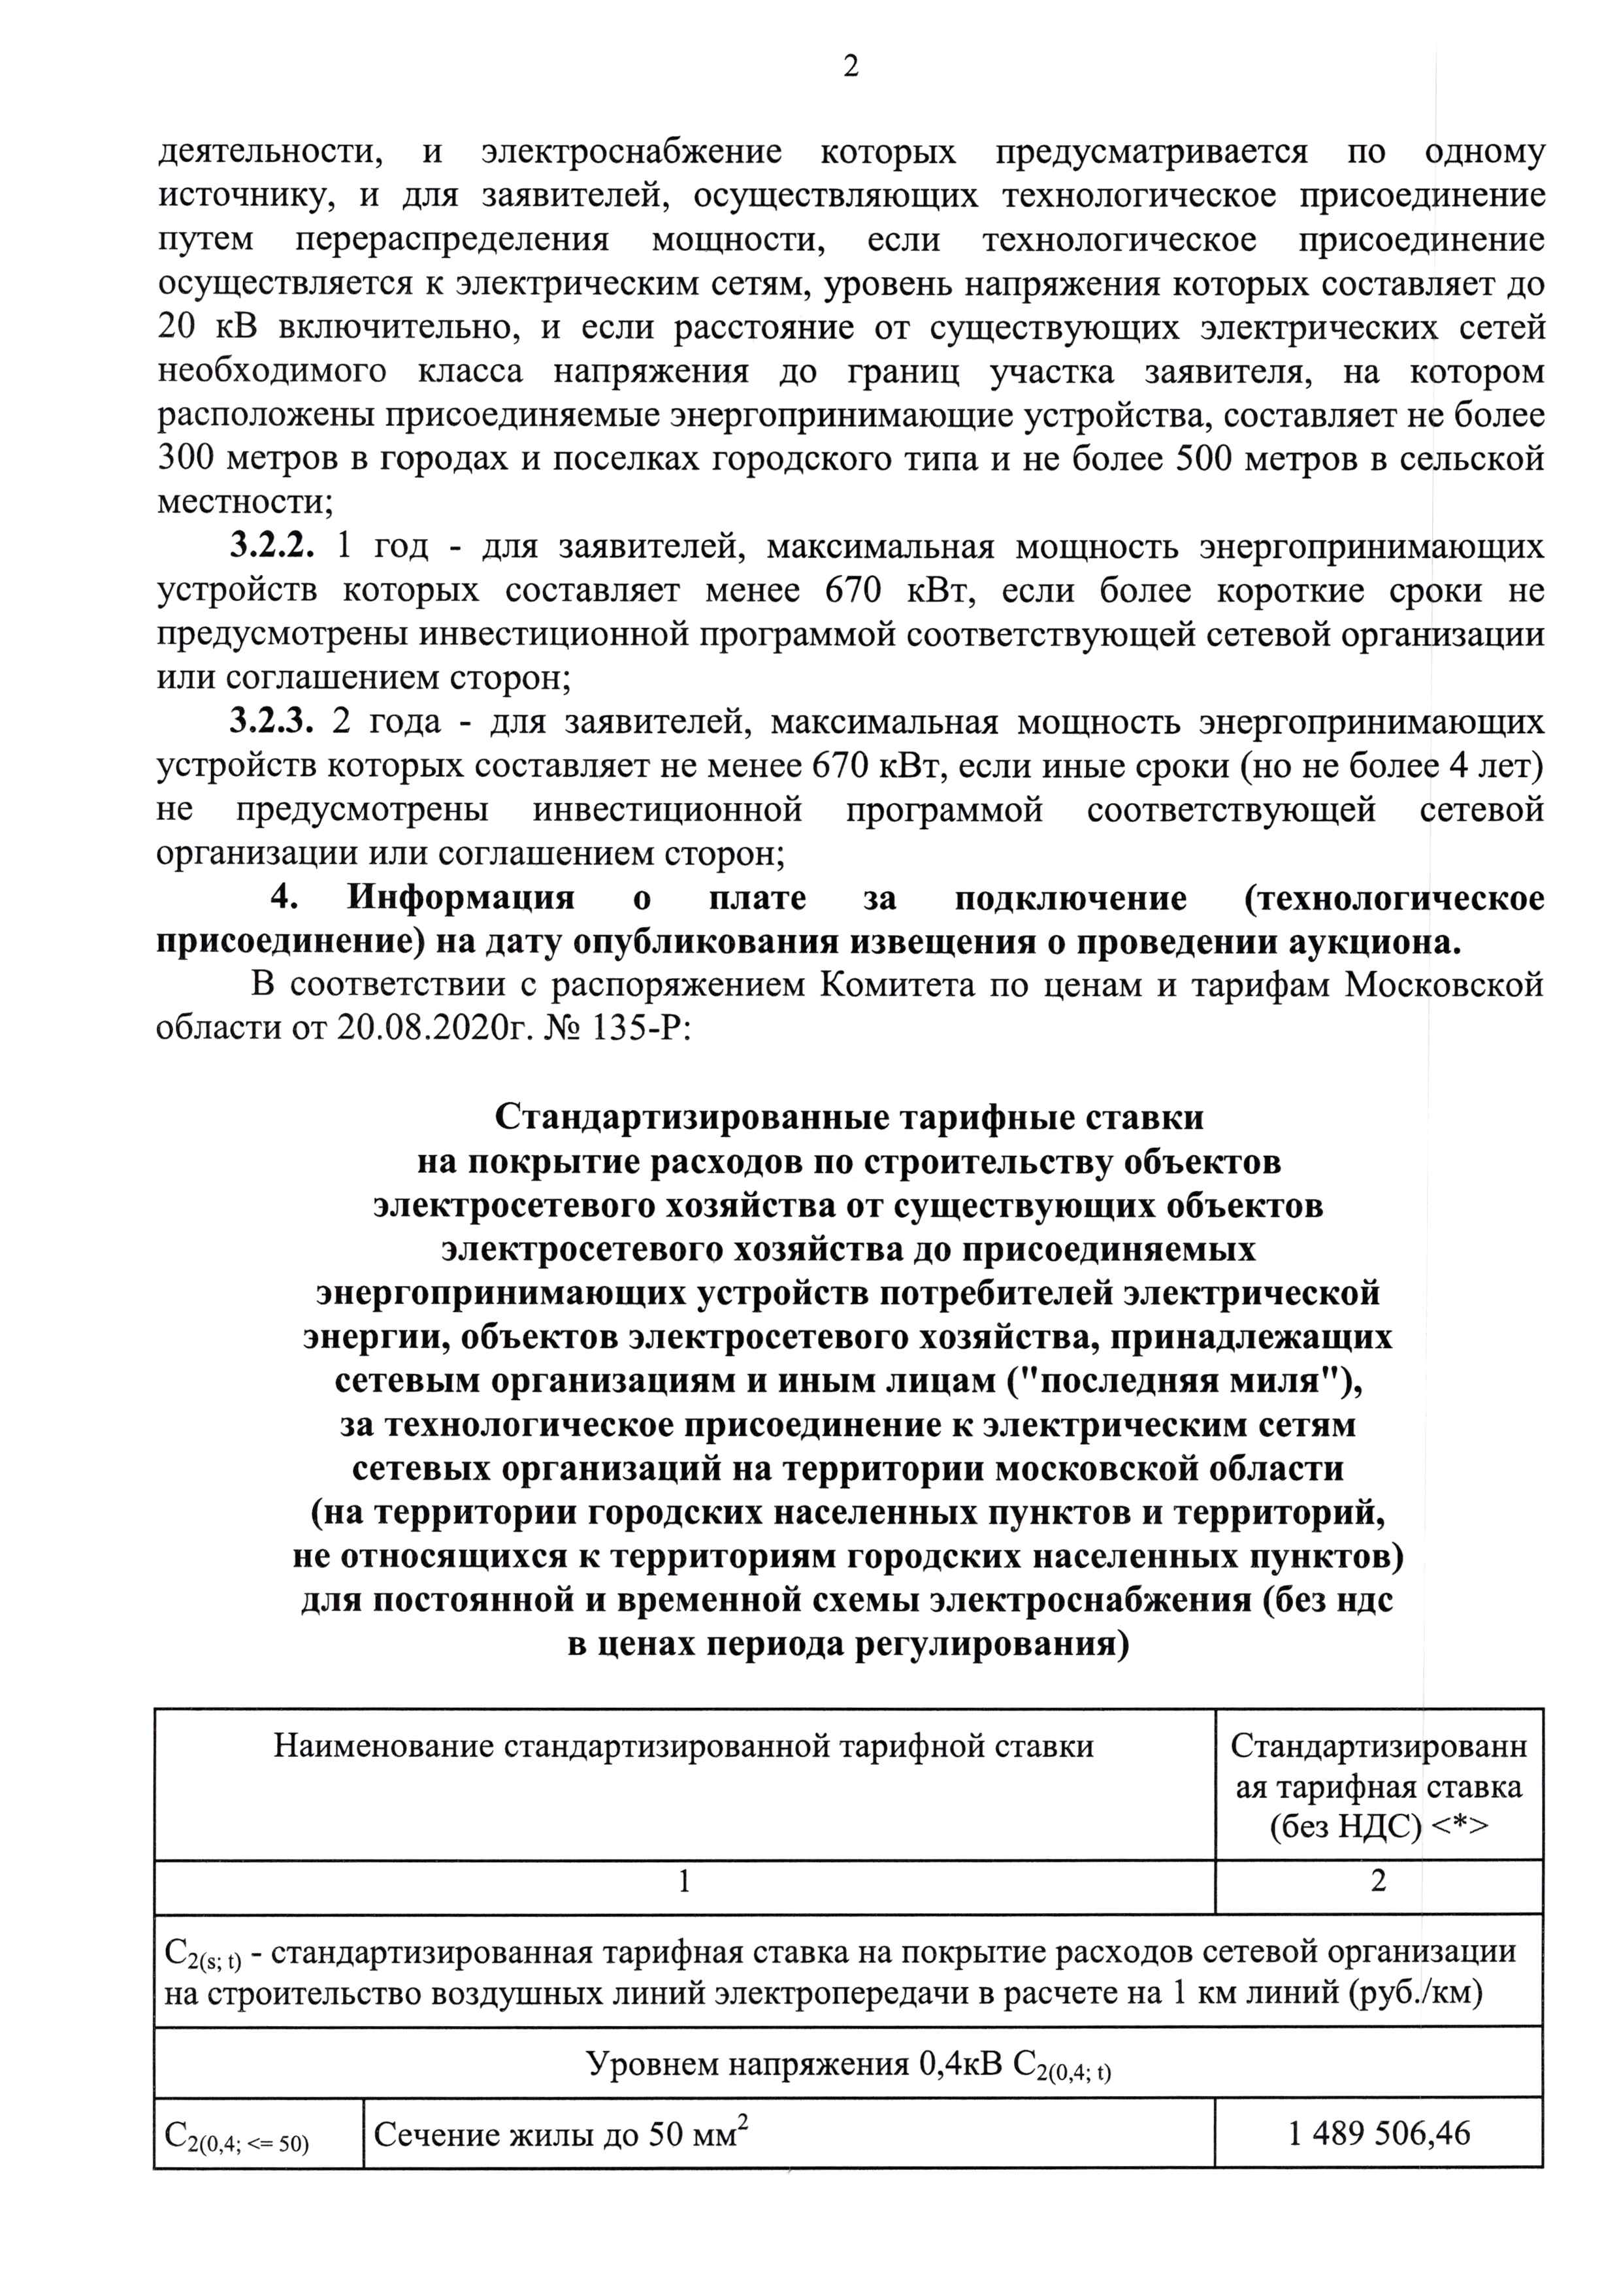 2
деятельности, и электроснабжение которых предусматривается по одному
источнику, и для заявителей, осуществляющих технологическое присоединение
путем перераспределения мощности, если технологическое присоединение
осуществляется к электрическим сетям, уровень напряжения которых составляет до
20 кВ включительно, и если расстояние от существующих электрических сетей
необходимого класса напряжения до границ участка заявителя, на котором
расположены присоединяемые энергопринимающие устройства, составляет не более
300 метров в городах и поселках городского типа и не более 500 метров в сельской
местности;
3.2.2. 1 год - для заявителей, максимальная мощность энергопринимающих
устройств которых составляет менее 670 кВт, если более короткие сроки не
предусмотрены инвестиционной программой соответствующей сетевой организации
или соглашением сторон;
3.2.3. 2 года - для заявителей, максимальная мощность энергопринимающих
устройств которых составляет не менее 670 кВт, если иные сроки (но не более 4 лет)
не предусмотрены инвестиционной программой соответствующей сетевой
организации или соглашением сторон;
4. Информация о плате за подключение (технологическое
присоединение) на дату опубликования извещения о проведении аукциона.
В соответствии с распоряжением Комитета по ценам и тарифам Московской
области от 20.08.2020г. № 135-Р:
Стандартизированные тарифные ставки
на покрытие расходов по строительству объектов
электросетевого хозяйства от существующих объектов
электросетевого хозяйства до присоединяемых
энергопринимающих устройств потребителей электрической
энергии, объектов электросетевого хозяйства, принадлежащих
сетевым организациям и иным лицам ("последняя миля"),
за технологическое присоединение к электрическим сетям
сетевых организаций на территории московской области
(на территории городских населенных пунктов и территорий,
не относящихся к территориям городских населенных пунктов)
для постоянной и временной схемы электроснабжения (без ндс
в ценах периода регулирования)
Наименование стандартизированной тарифной ставки
Стандартизированн
ая тарифная ставка
(без НДС) <*>
1
2
C2(s; t) - стандартизированная тарифная ставка на покрытие расходов сетевой организации
на строительство воздушных линий электропередачи в расчете на 1 км линий (руб./км)
Уровнем напряжения 0,4кВ C2(0,4; t)
C2(0,4; <= 50)
Сечение жилы до 50 мм²
1 489 506,46